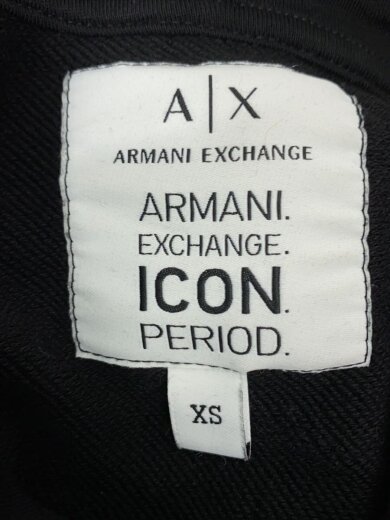 A|X
ARMANI EXCHANGE
ARMANI.
EXCHANGE.
ICON.
PERIOD.
XS